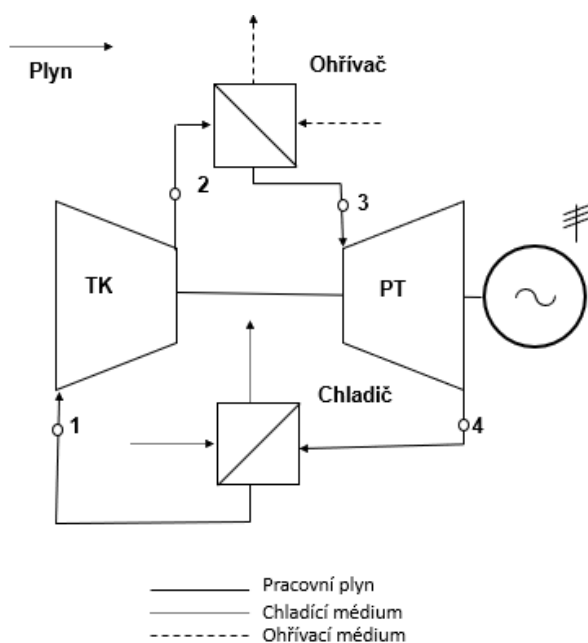 Plyn
Ohřívač
2
3
TK
PT
Chladič
1
4
Pracovní plyn
Chladící médium
Ohřívací médium